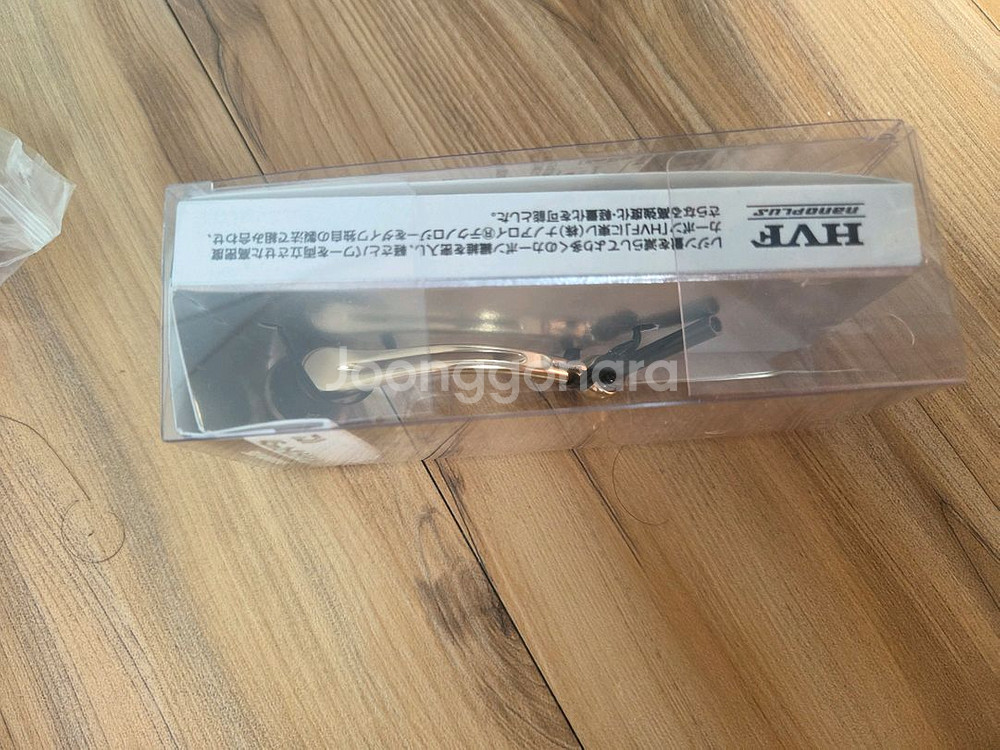 HVF
nanoplus
レジン量を減らしてより多くのカーボン繊維を密入し、軽さとパワーを両立させた高密度
カーボン「HVF」に東レ(株)ナノアロイ®テクノロジーをダイワ独自の製法で組み合わせ、
さらなる高強度化・軽量化を可能とした。
Joonggonara